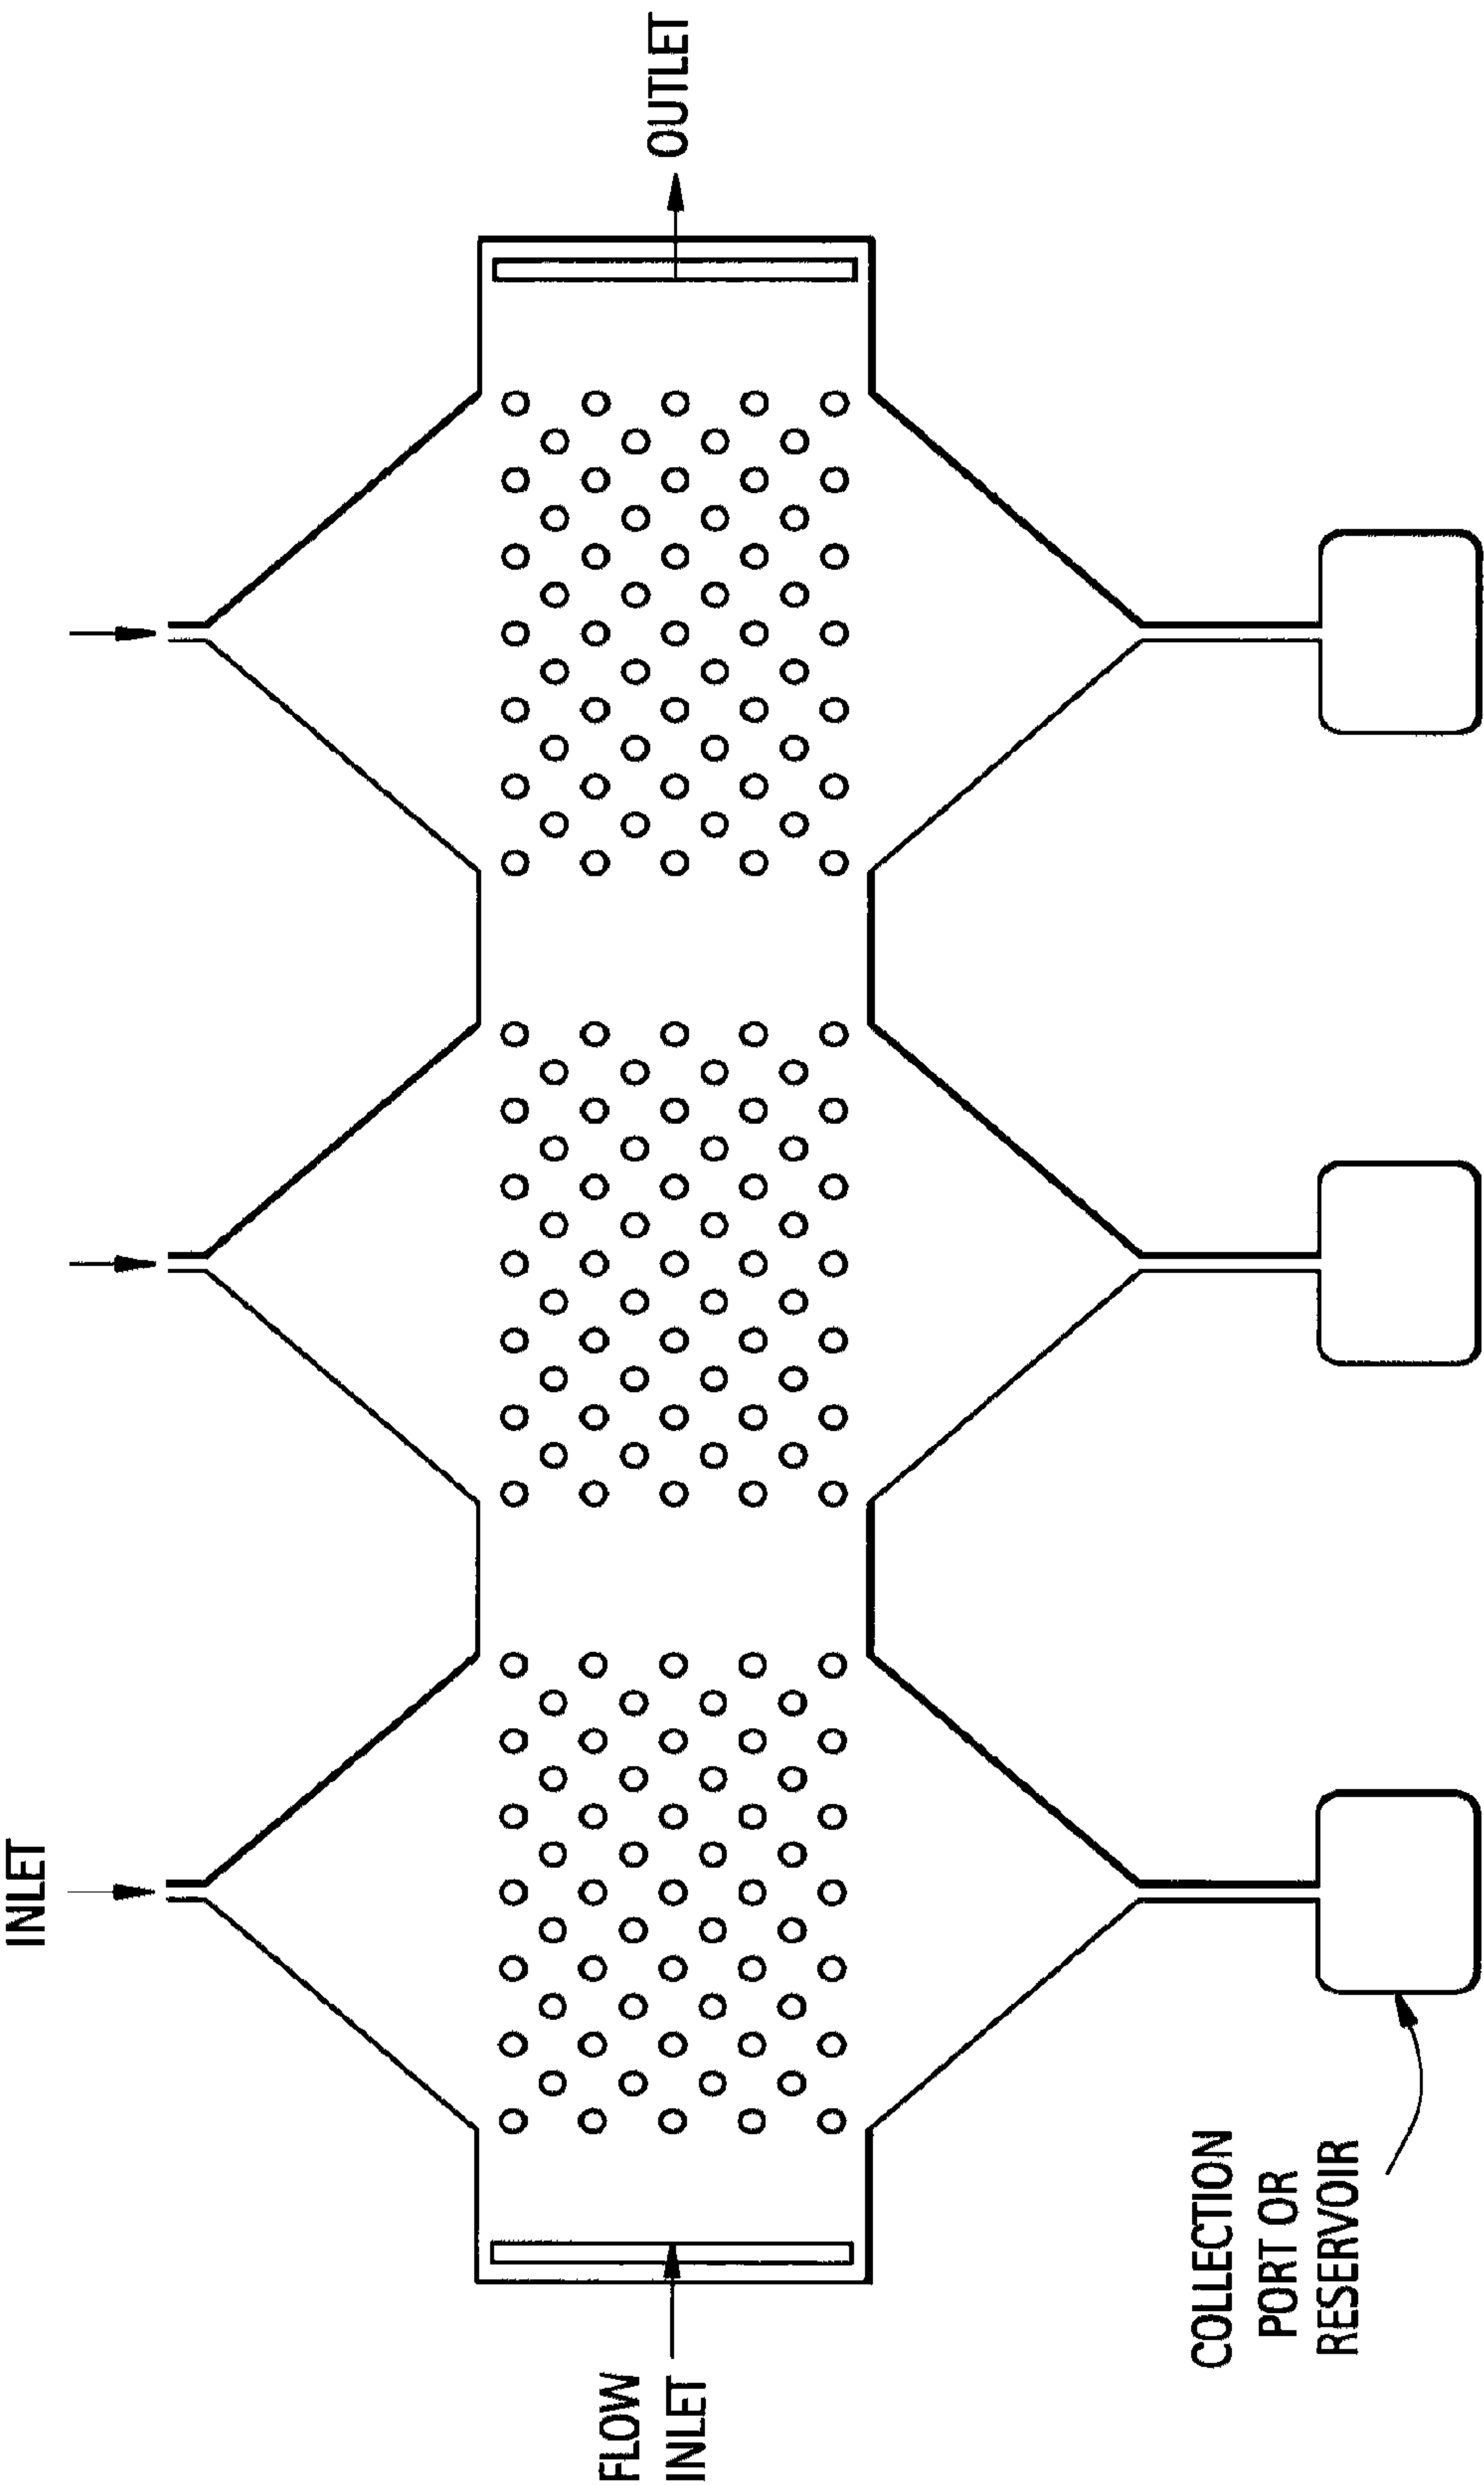 INLET
FLOW
INLET
OUTLET
COLLECTION
PORT OR
RESERVOIR